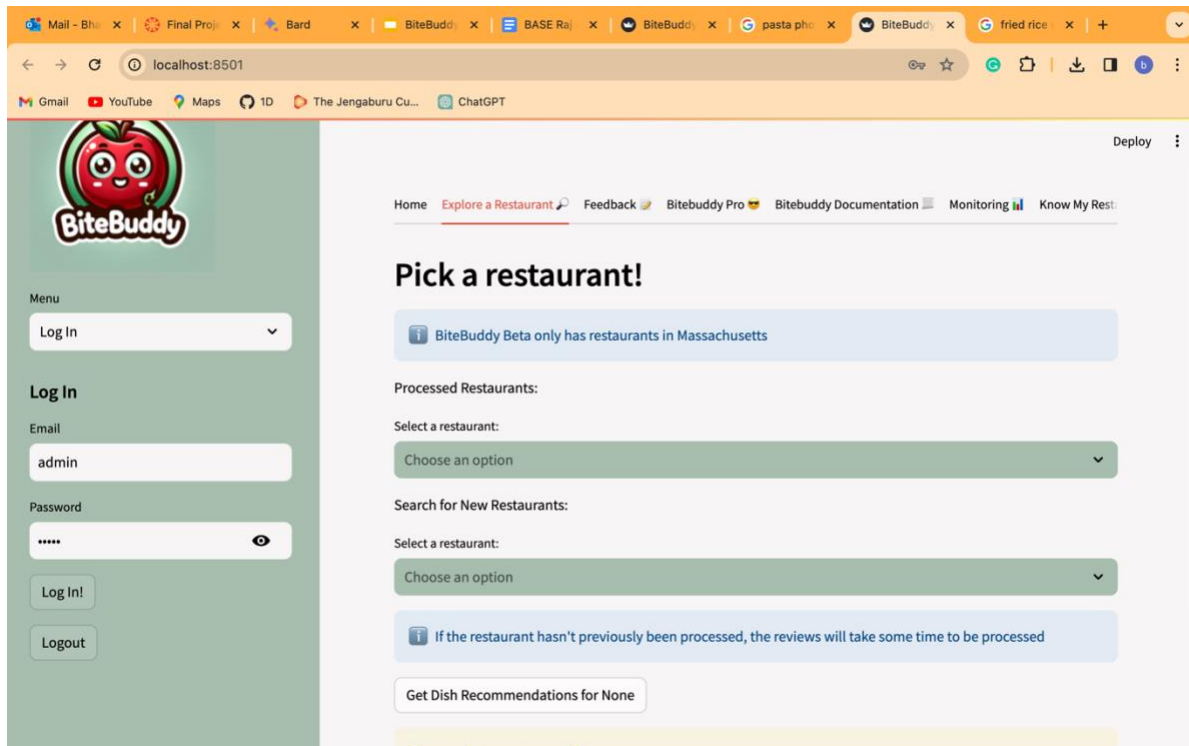 Mail - Bha
Final Proje
Bard
BiteBuddy
BASE Raj
BiteBuddy
pasta pho
BiteBuddy
fried rice
localhost:8501
Gmail
YouTube
Maps
1D
The Jengaburu Cu...
ChatGPT
BiteBuddy
Menu
Log In
Log In
Email
admin
Password
•••••
Log In!
Logout
Deploy
Home
Explore a Restaurant 🔎
Feedback 📝
Bitebuddy Pro 😎
Bitebuddy Documentation
Monitoring 📊
Know My Rest
Pick a restaurant!
ℹ️ BiteBuddy Beta only has restaurants in Massachusetts
Processed Restaurants:
Select a restaurant:
Choose an option
Search for New Restaurants:
Select a restaurant:
Choose an option
ℹ️ If the restaurant hasn't previously been processed, the reviews will take some time to be processed
Get Dish Recommendations for None